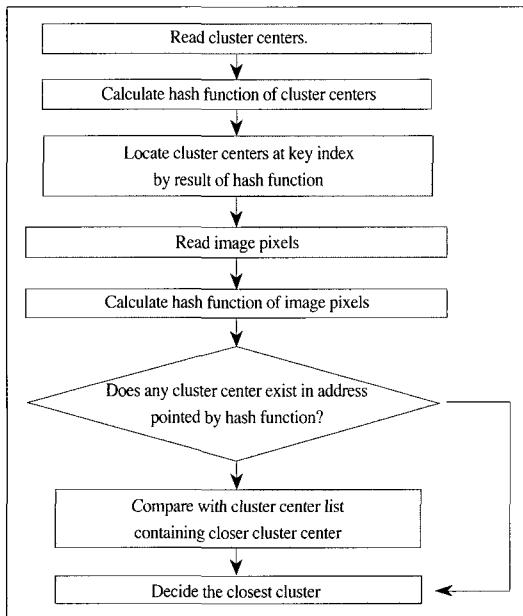 Read cluster centers.
Calculate hash function of cluster centers
Locate cluster centers at key index
by result of hash function
Read image pixels
Calculate hash function of image pixels
Does any cluster center exist in address
pointed by hash function?
Compare with cluster center list
containing closer cluster center
Decide the closest cluster